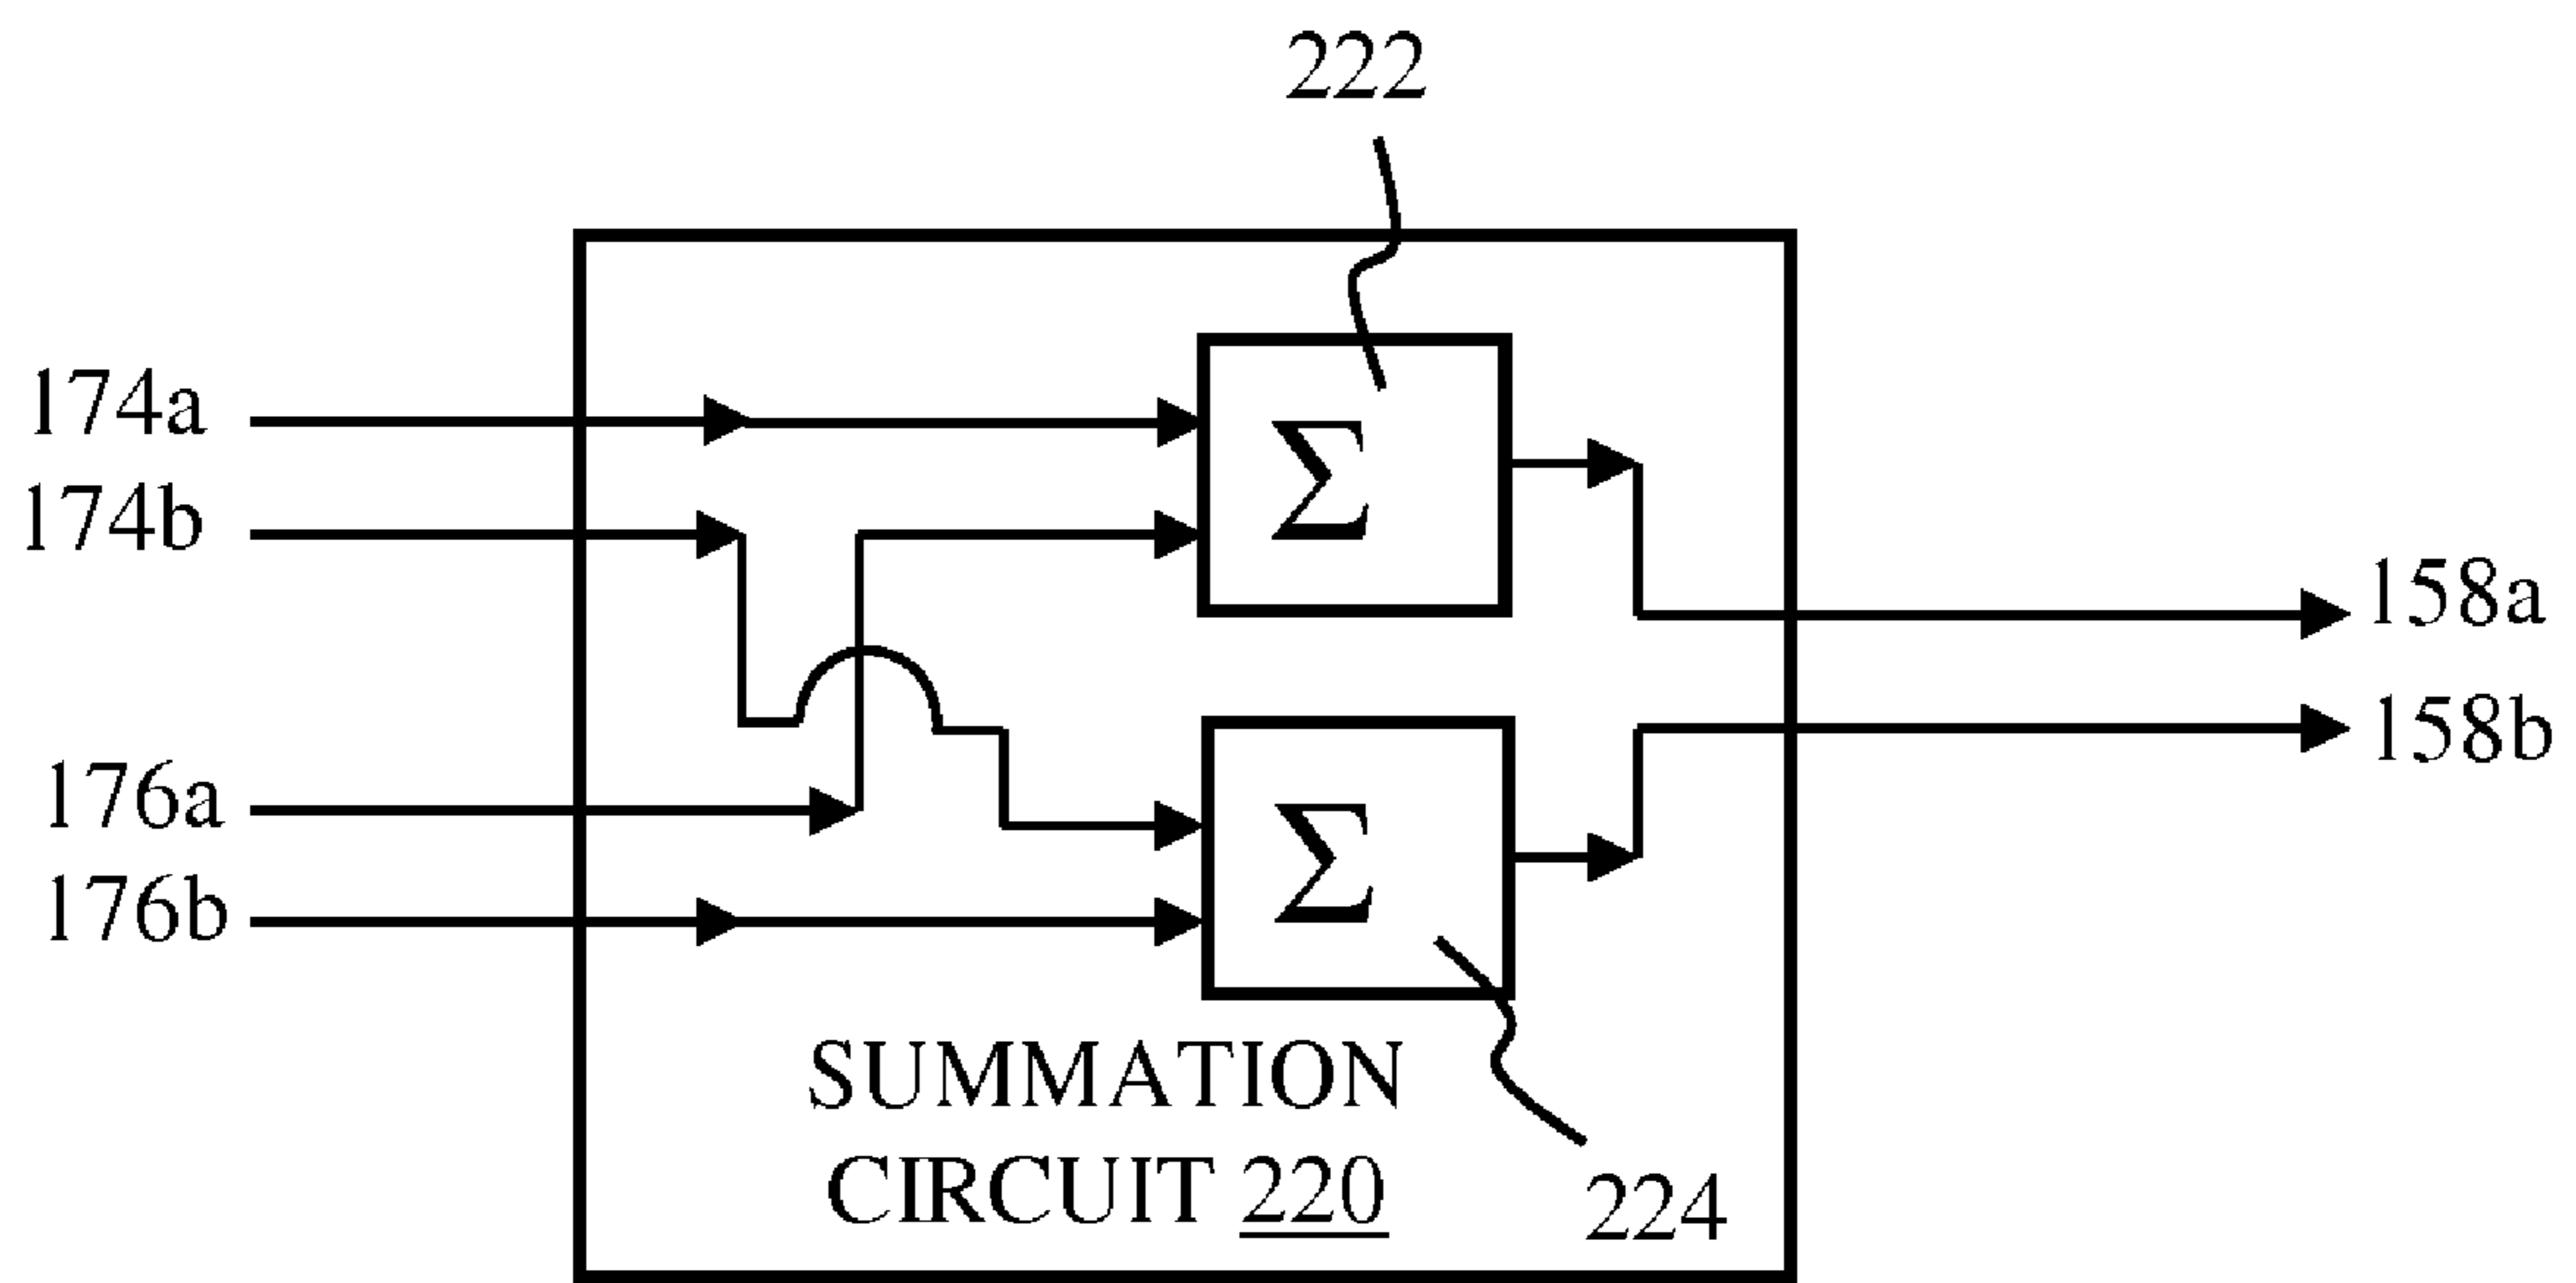 222
174a
174b
Σ
158a
158b
176a
176b
Σ
SUMMATION
CIRCUIT 220
224